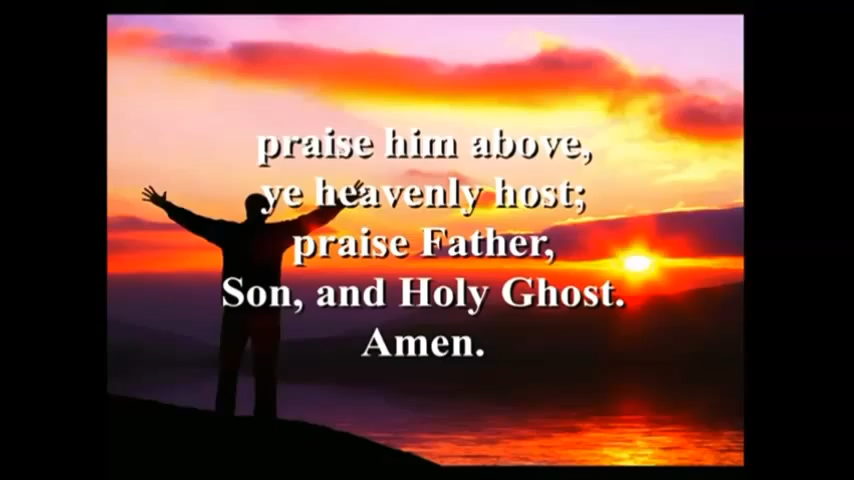 praise him above,
ye heavenly host;
praise Father,
Son, and Holy Ghost.
Amen.